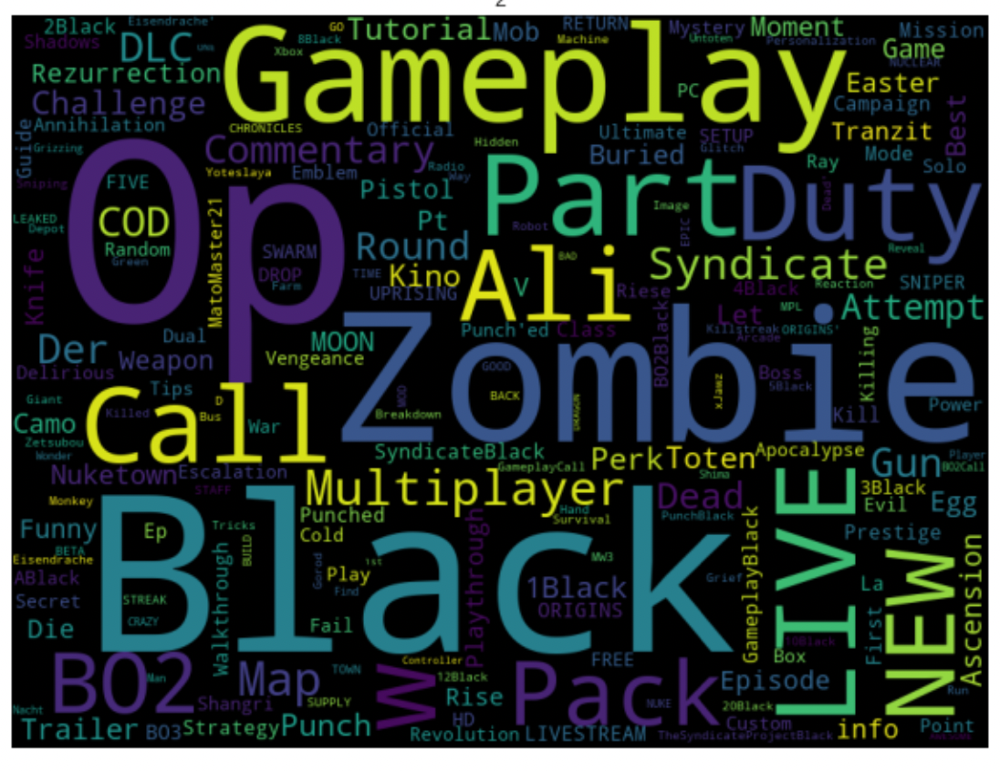 2
2Black
Eisendrache'
GO
Tutorial
Mob
RETURN
Mystery
Moment
Mission
Shadows
DLC
Xbox
8Black
Machine
Untoten
Personalization
Game
NUCLEAR
Rezurrection
Gameplay
PC
Easter
Challenge
Campaign
Best
Annihilation
CHRONICLES
Official
Ultimate
SETUP
Tranzit
Guide
Grizzing
Commentary
Hidden
Buried
Glitch
Mode
Sniping
Yoteslaya
Emblem
Radio
Way
Ray
Solo
FIVE
Op
Pistol
Part
Duty
Dead'
LEAKED
Depot
COD
MatoMaster21
Pt
Robot
Image
EPIC
Random
Green
SWARM
Round
Reveal
Knife
DROP
Farm
TIME
Kino
Ali
BAD
V
Syndicate
SNIPER
UPRISING
Riese
4Black
Reaction
Attempt
Dual
Punch'ed
Class
BO2Black
Let
MPL
Killstreak
ORIGINS'
Arcade
Der
Weapon
MOON
Vengeance
Zombie
Killing
Delirious
GOOD
Boss
5Black
Tips
Call
MOD
BACK
DRAGON
xJawz
Giant
Killed
D
Bus
Breakdown
Kill
Power
Camo
War
Zetsubou
Wonder
SyndicateBlack
Perk
Toten
Apocalypse
Gun
Player
BO2Call
Nuketown
Escalation
GameplayCall
Shima
STAFF
Multiplayer
Dead
LIVE
3Black
Monkey
Evil
Egg
Funny
Ep
Tricks
Punched
Hand
Survival
PunchBlack
Prestige
BETA
Eisendrache
BUILD
Cold
Playthrough
MW3
GameplayBlack
NEW
Ascension
ABlack
Black
Walkthrough
Gorod
Play
1st
Find
1Black
Grief
La
Secret
STREAK
ORIGINS
First
Die
CRAZY
Fail
10Black
BO2
Man
Map
TOWN
Controller
W
12Black
Pack
FREE
Box
Episode
Run
Nacht
Shangri
SUPPLY
Rise
HD
NUKE
20Black
Custom
Trailer
BO3
Strategy
Punch
Revolution
LIVESTREAM
TheSyndicateProjectBlack
info
Point